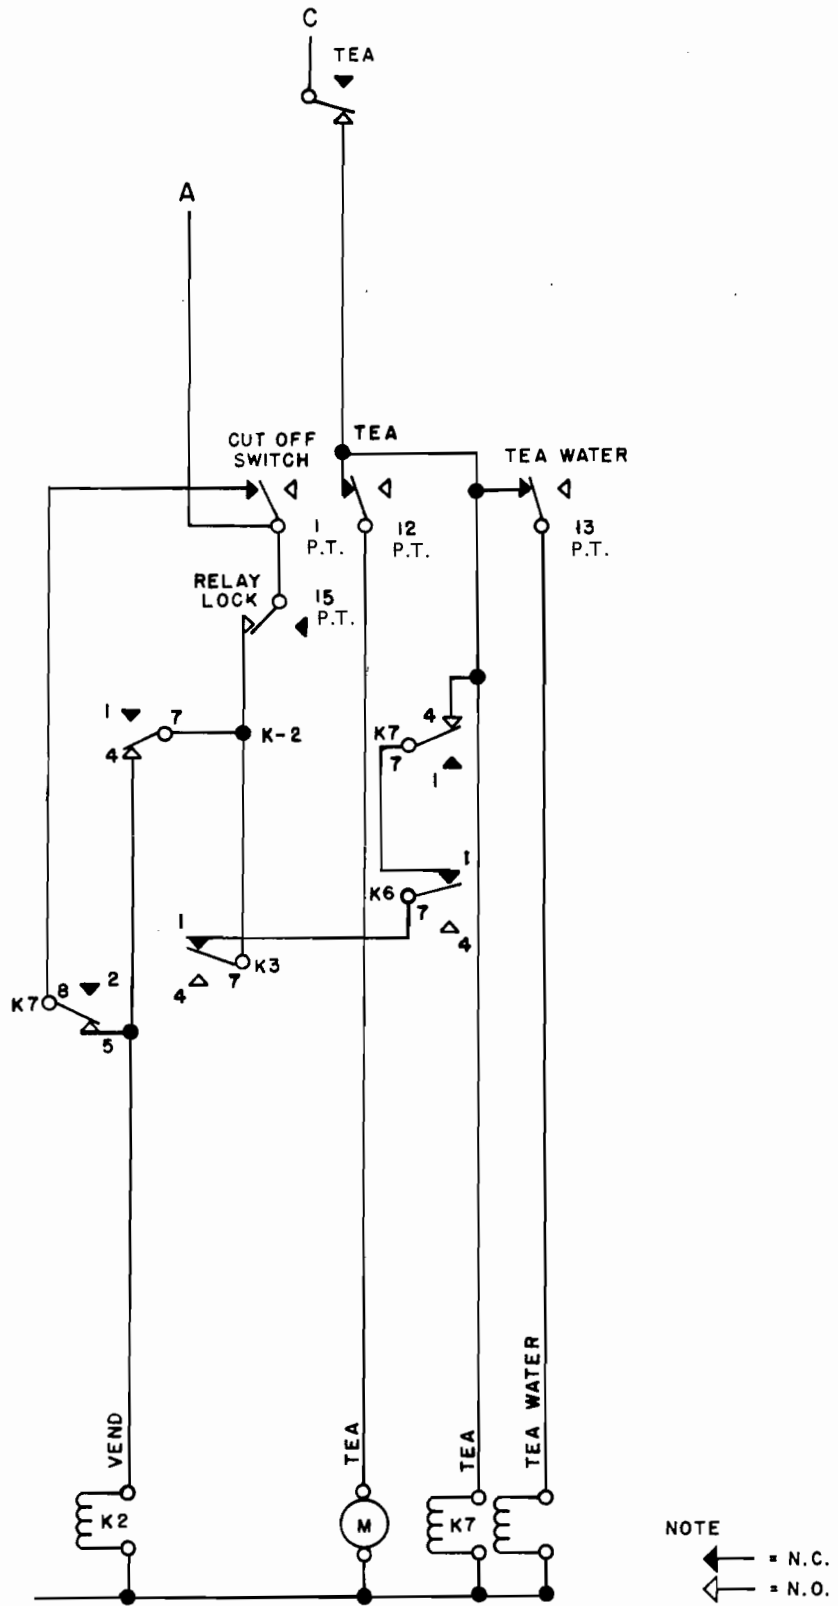 C
TEA
A
CUT OFF
SWITCH
TEA
TEA WATER
1
P.T.
12
P.T.
13
P.T.
RELAY
LOCK
15
P.T.
1
7
4
K-2
4
K7
7
1
1
K6
7
4
1
K3
4
7
K7
8
2
5
VEND
TEA
TEA
TEA WATER
K2
M
K7
NOTE
= N.C.
= N.O.